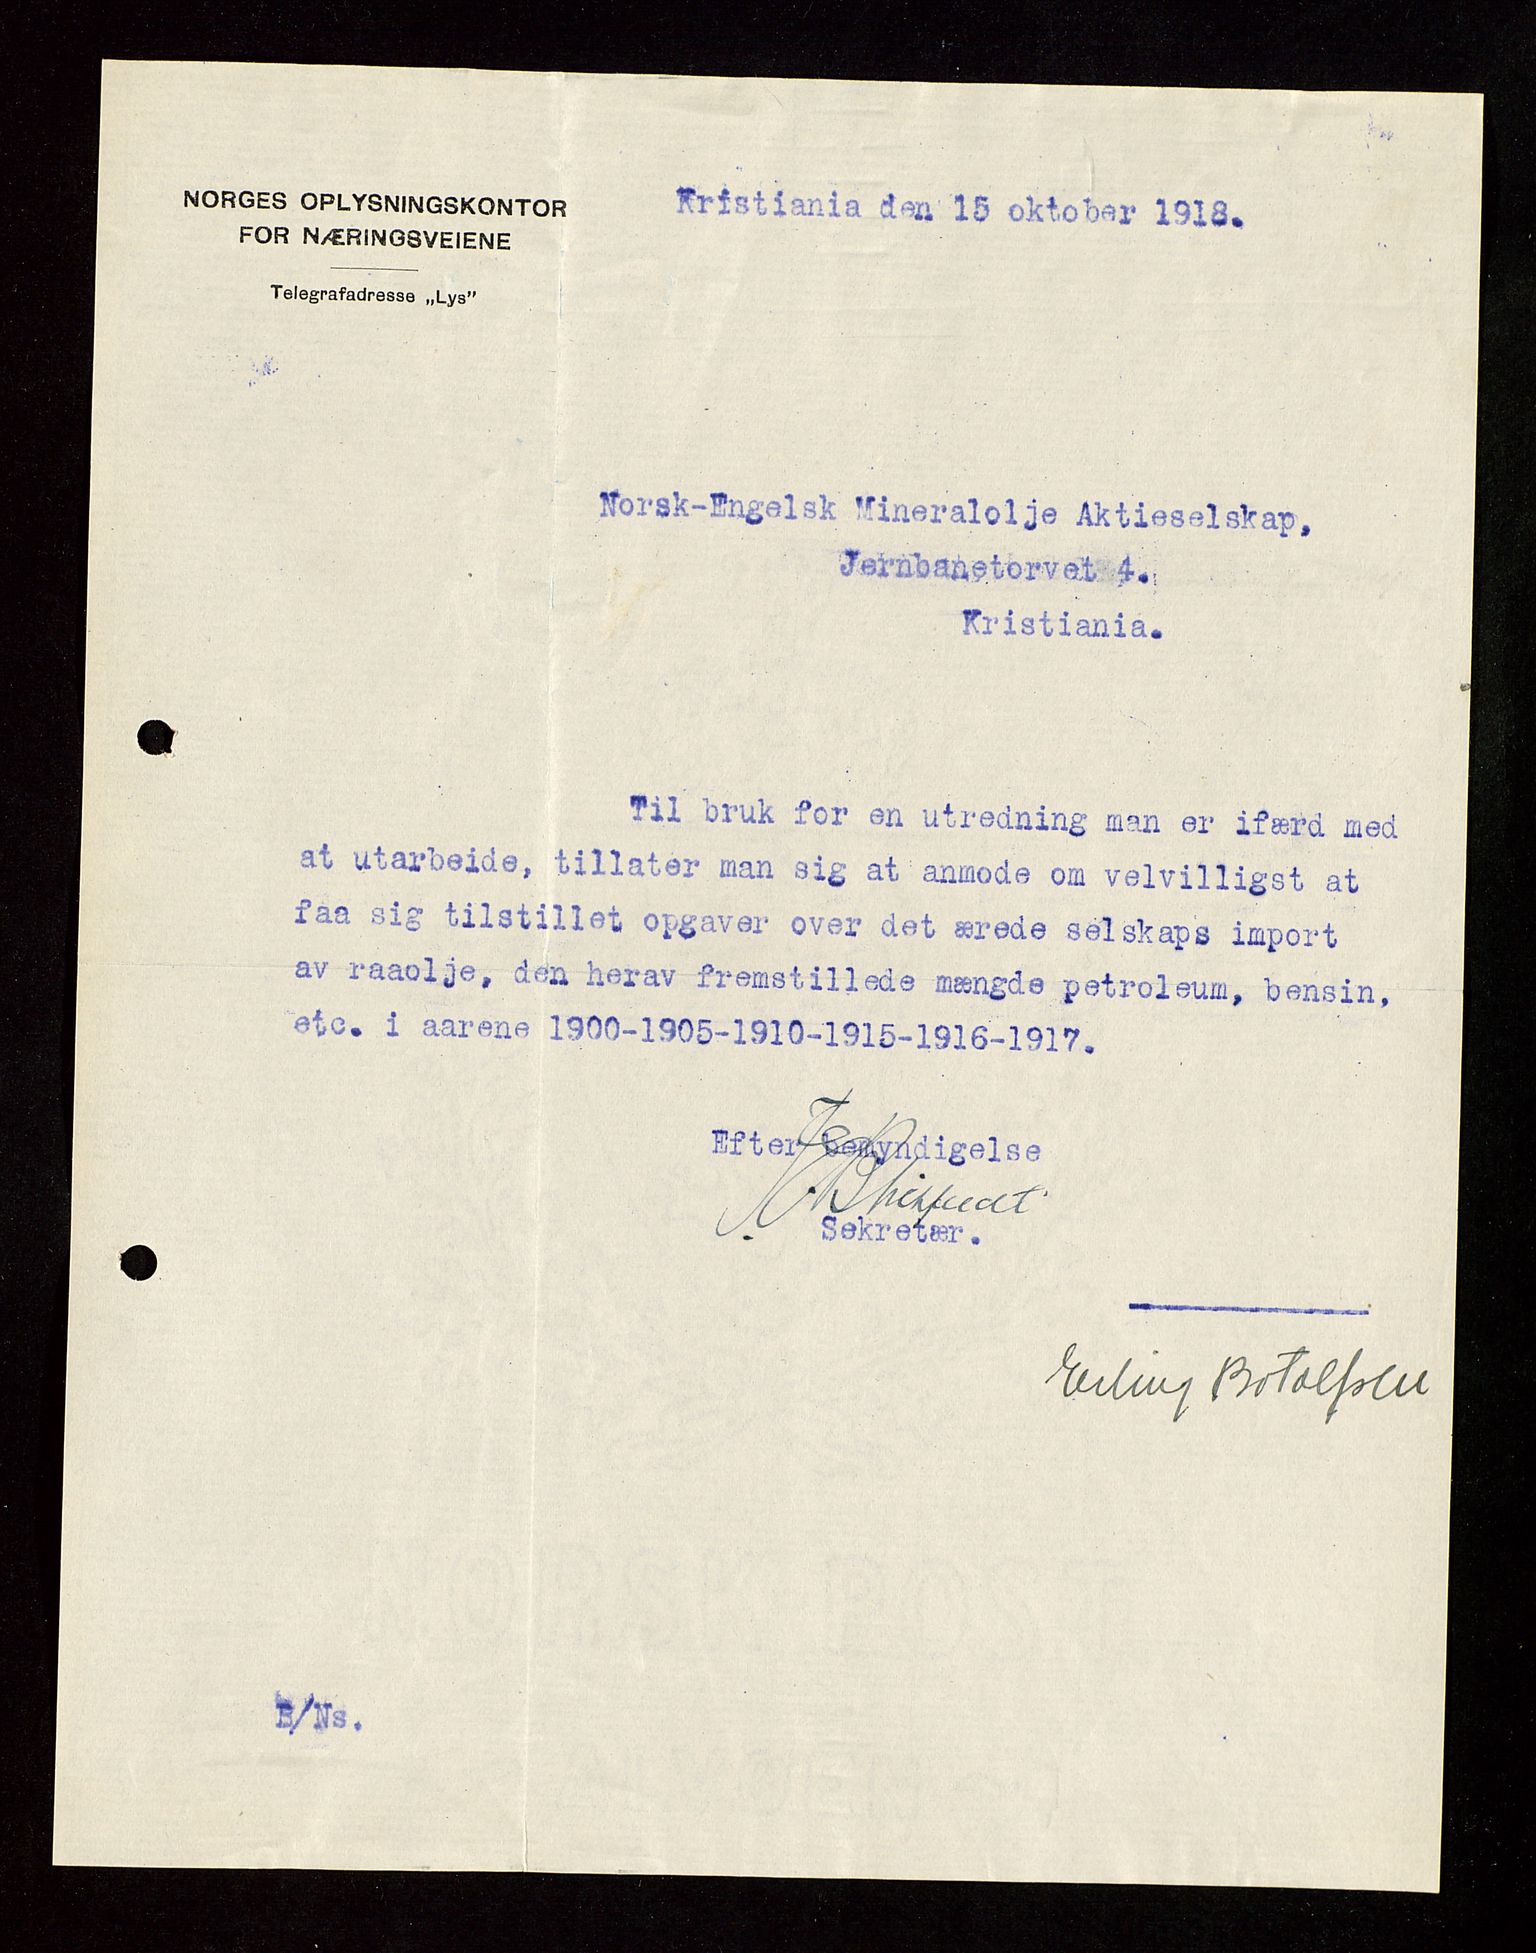 NORGES OPLYSNINGSKONTOR
FOR NÆRINGSVEIENE
Telegrafadresse „Lys”
Kristiania den 15 oktober 1918.
Norsk-Engelsk Mineralolje Aktieselskap,
Jernbanetorvet 4.
Kristiania.
Til bruk for en utredning man er ifærd med
at utarbeide, tillater man sig at anmode om velvilligst at
faa sig tilstillet opgaver over det ærede selskaps import
av raaolje, den herav fremstillede mængde petroleum, bensin,
etc. i aarene 1900-1905-1910-1915-1916-1917.
Efter bemyndigelse
Sekretær.
Erling Botolfsen
B/Ns.